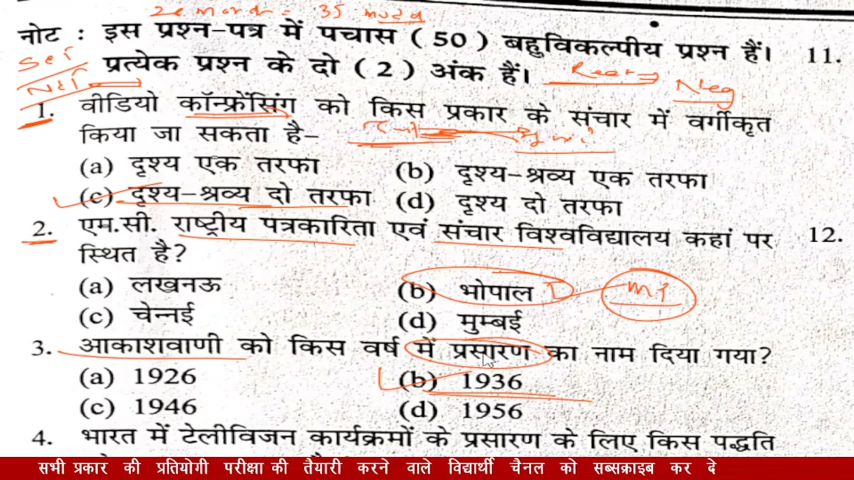 नोट : इस प्रश्न-पत्र में पचास ( 50 ) बहुविकल्पीय प्रश्न हैं।
प्रत्येक प्रश्न के दो ( 2 ) अंक हैं।
Neg.
1. वीडियो कॉन्फ्रेंसिंग को किस प्रकार के संचार में वर्गीकृत
किया जा सकता है–
(a) दृश्य एक तरफा (b) दृश्य-श्रव्य एक तरफा
(c) दृश्य-श्रव्य दो तरफा (d) दृश्य दो तरफा
2. एम.सी. राष्ट्रीय पत्रकारिता एवं संचार विश्वविद्यालय कहां पर
स्थित है?
(a) लखनऊ (b) भोपाल
(c) चेन्नई (d) मुम्बई
3. आकाशवाणी को किस वर्ष में प्रसारण का नाम दिया गया?
(a) 1926 (b) 1936
(c) 1946 (d) 1956
4. भारत में टेलीविजन कार्यक्रमों के प्रसारण के लिए किस पद्धति
11.
12.
सभी प्रकार की प्रतियोगी परीक्षा की तैयारी करने वाले विद्यार्थी चैनल को सब्सक्राइब कर दे